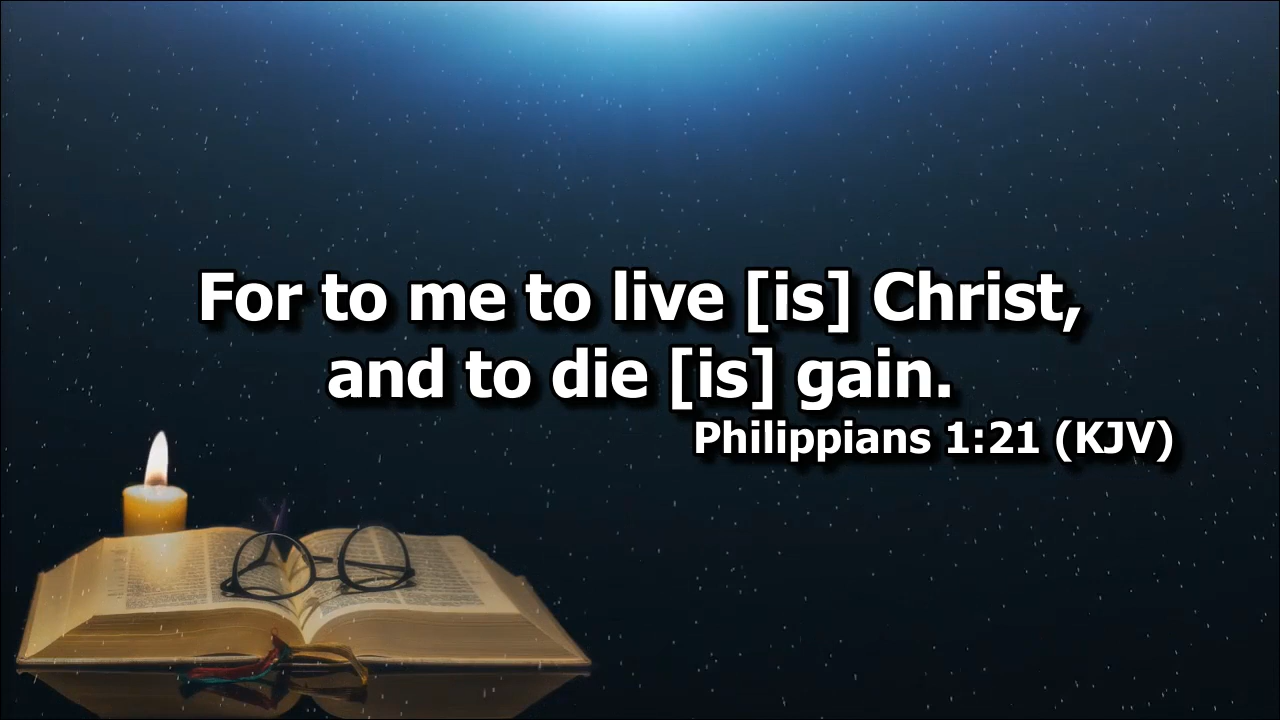 For to me to live [is] Christ,
and to die [is] gain.
Philippians 1:21 (KJV)